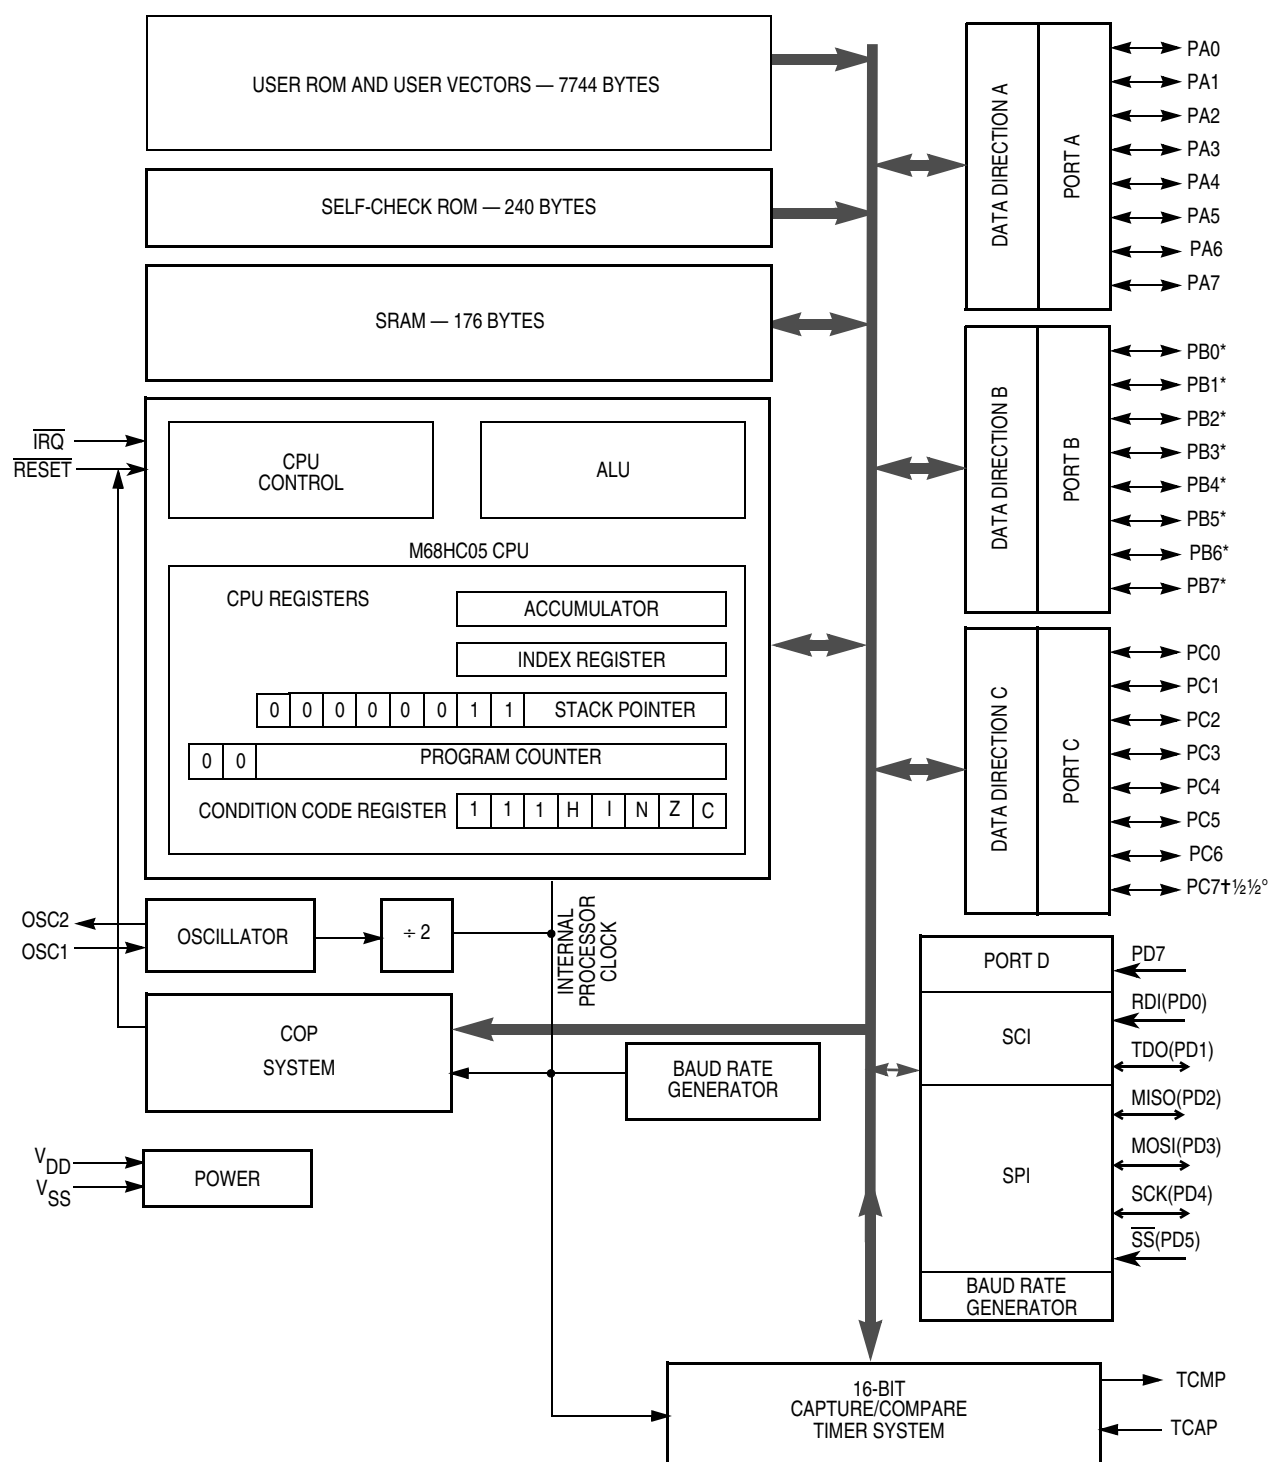 USER ROM AND USER VECTORS — 7744 BYTES
SELF-CHECK ROM — 240 BYTES
SRAM — 176 BYTES
IRQ
RESET
CPU
CONTROL
ALU
M68HC05 CPU
CPU REGISTERS
ACCUMULATOR
INDEX REGISTER
0 0 0 0 0 0 1 1 STACK POINTER
0 0 PROGRAM COUNTER
CONDITION CODE REGISTER 1 1 1 H I N Z C
OSC2
OSC1
OSCILLATOR
÷ 2
INTERNAL
PROCESSOR
CLOCK
COP
SYSTEM
BAUD RATE
GENERATOR
VDD
VSS
POWER
DATA DIRECTION A
PORT A
PA0
PA1
PA2
PA3
PA4
PA5
PA6
PA7
DATA DIRECTION B
PORT B
PB0*
PB1*
PB2*
PB3*
PB4*
PB5*
PB6*
PB7*
DATA DIRECTION C
PORT C
PC0
PC1
PC2
PC3
PC4
PC5
PC6
PC7†½½°
PORT D
PD7
SCI
RDI(PD0)
TDO(PD1)
SPI
MISO(PD2)
MOSI(PD3)
SCK(PD4)
SS(PD5)
BAUD RATE
GENERATOR
16-BIT
CAPTURE/COMPARE
TIMER SYSTEM
TCMP
TCAP